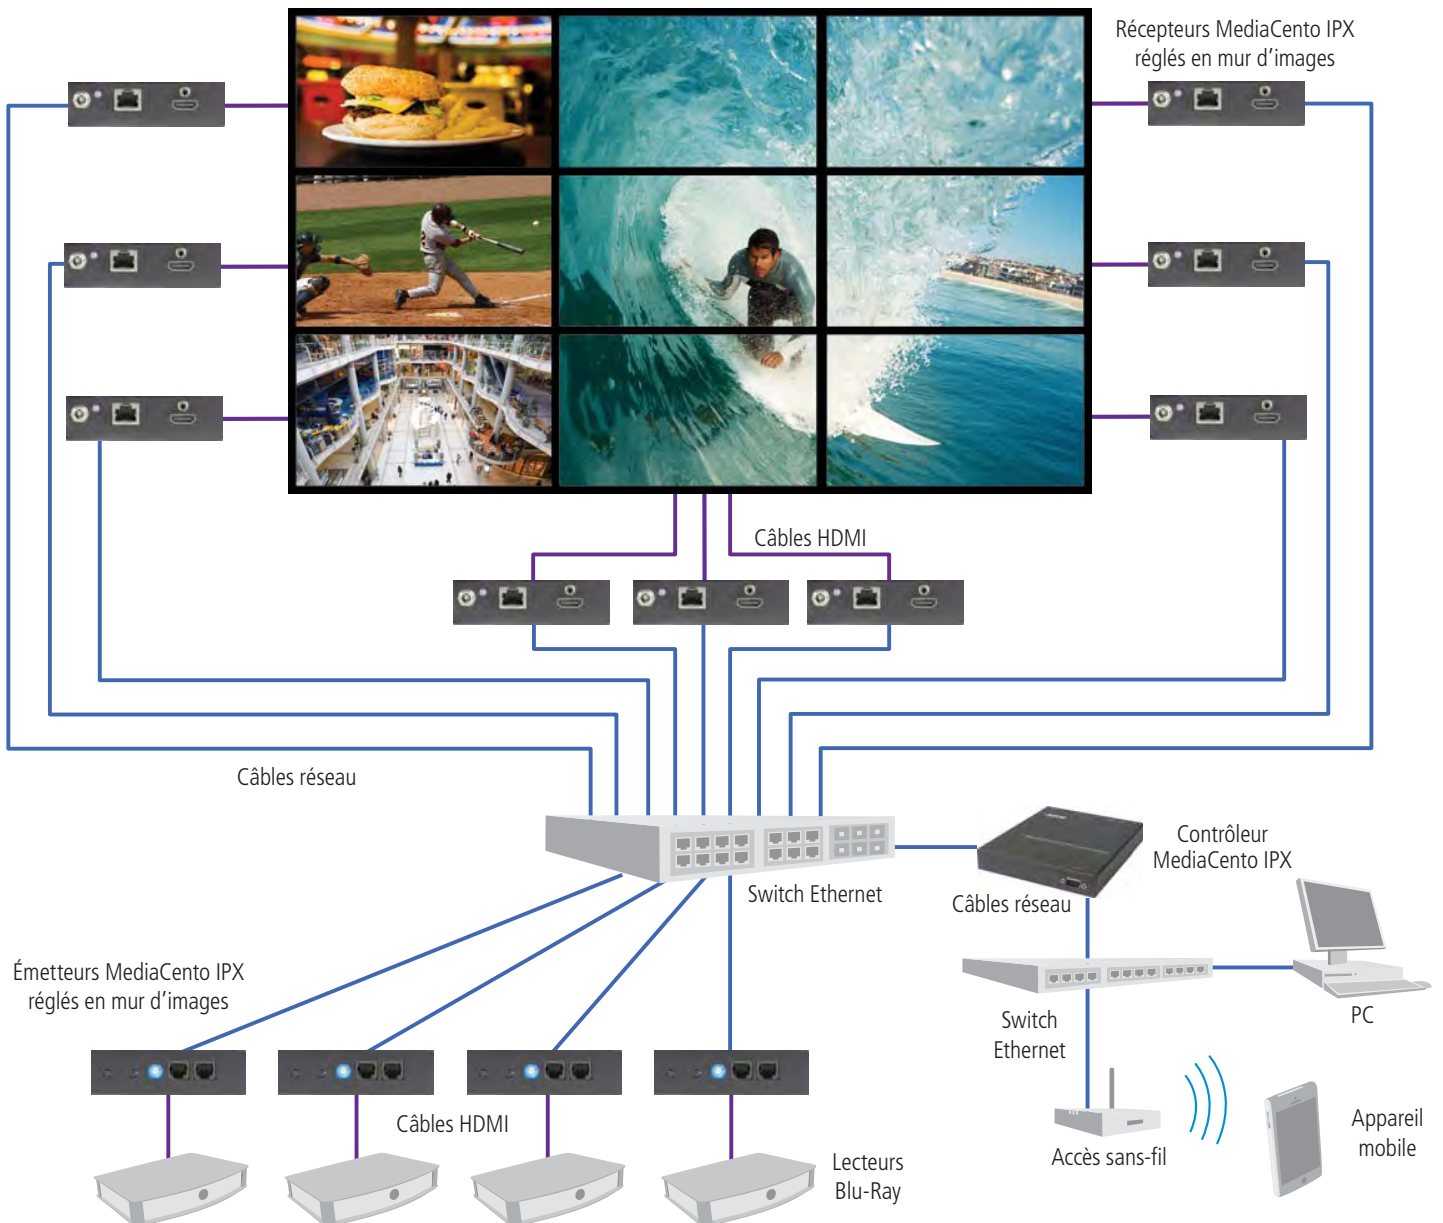 Récepteurs MediaCento IPX
réglés en mur d’images
Câbles HDMI
Câbles réseau
Switch Ethernet
Contrôleur
MediaCento IPX
Câbles réseau
Émetteurs MediaCento IPX
réglés en mur d’images
Switch
Ethernet
PC
Câbles HDMI
Lecteurs
Blu-Ray
Accès sans-fil
Appareil
mobile